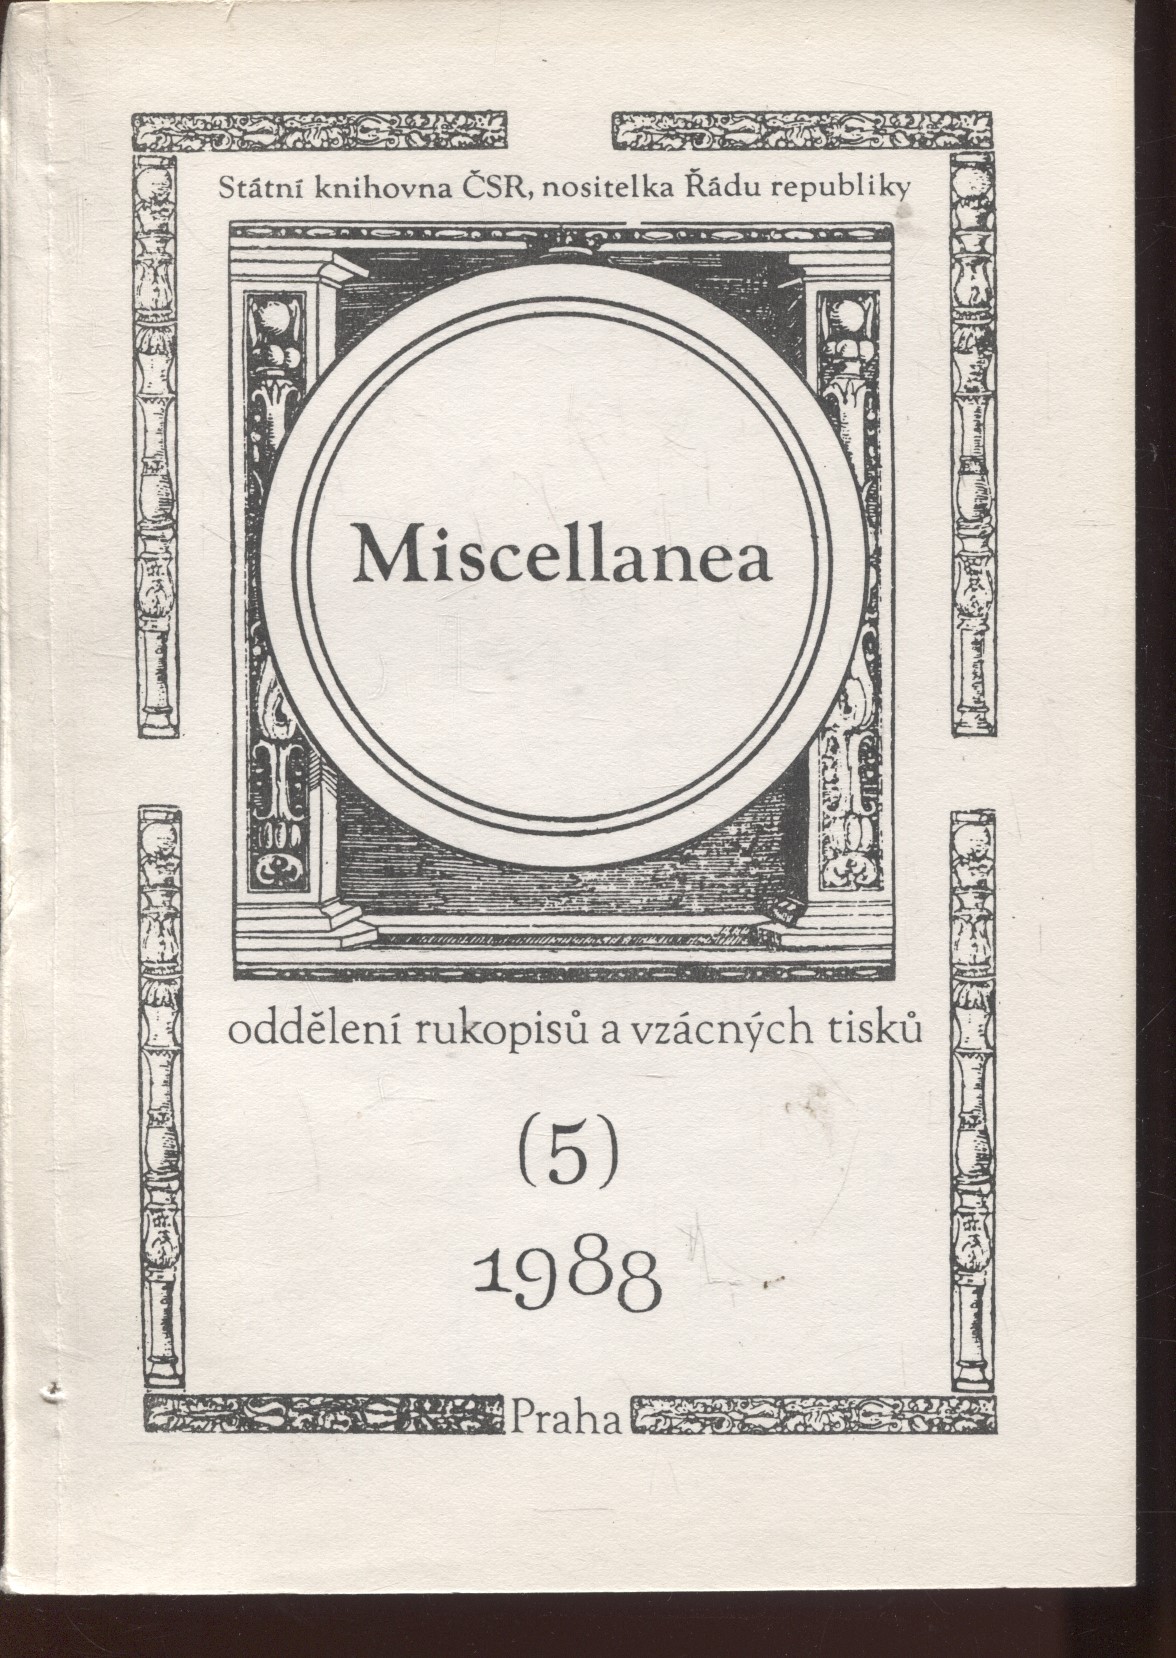 Státní knihovna ČSR, nositelka Řádu republiky
Miscellanea
oddělení rukopisů a vzácných tisků
(5)
1988
Praha